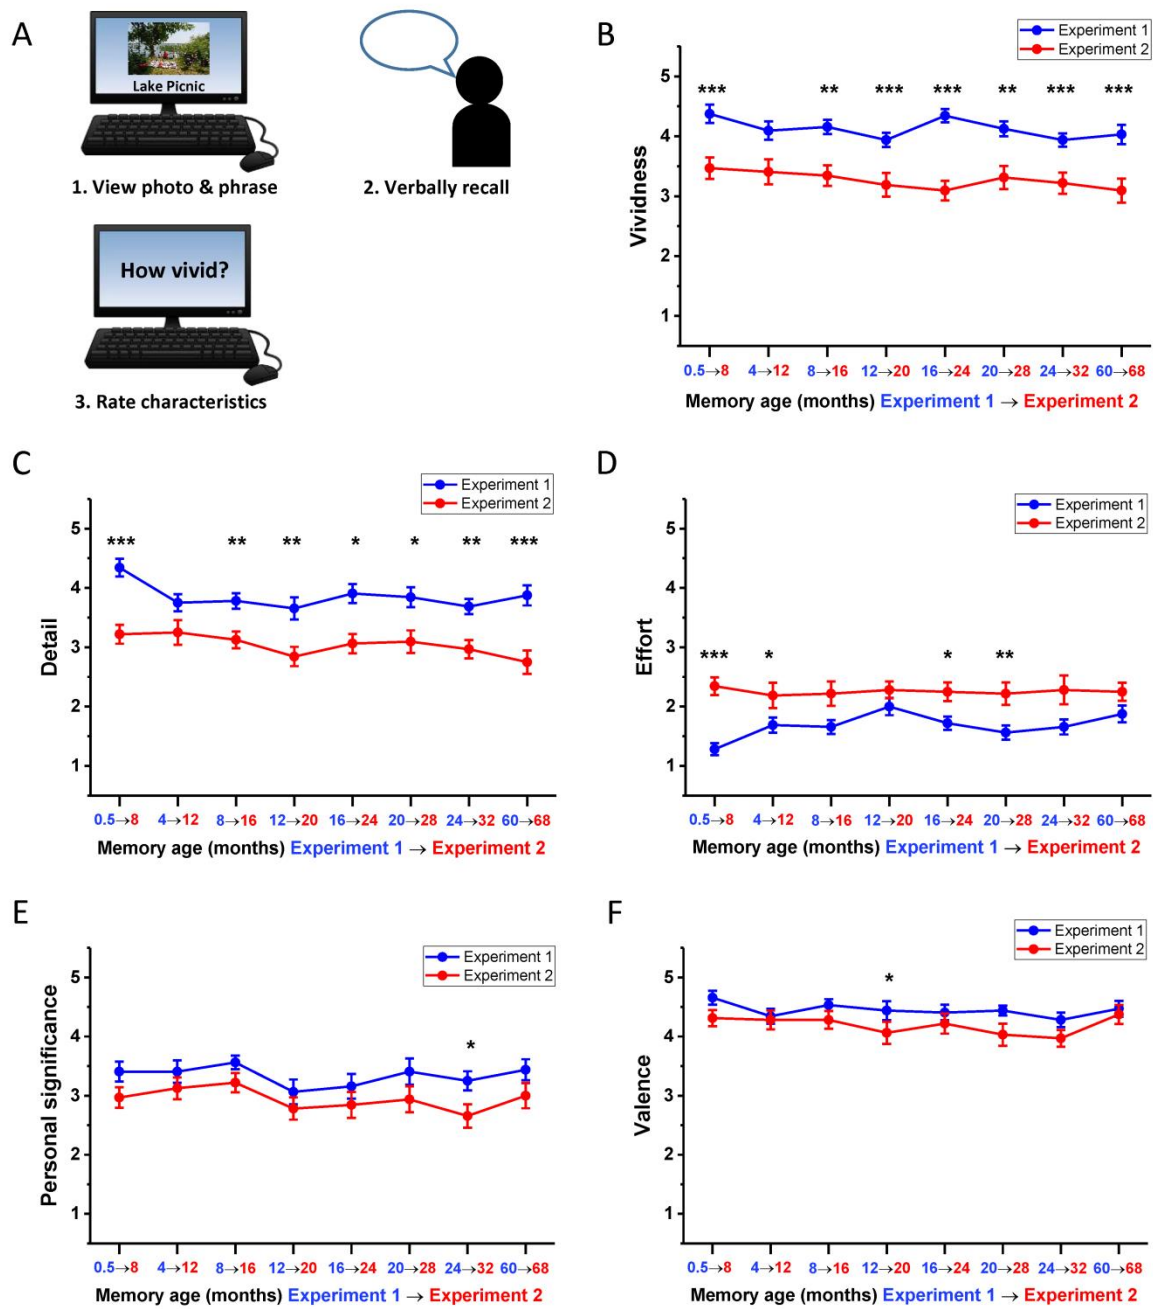 A
Lake Picnic
1. View photo & phrase
2. Verbally recall
How vivid?
3. Rate characteristics
B
Experiment 1
Experiment 2
*** ** *** *** ** *** ***
Vividness
5
4
3
2
1
0.5→8 4→12 8→16 12→20 16→24 20→28 24→32 60→68
Memory age (months) Experiment 1 → Experiment 2
C
Experiment 1
Experiment 2
*** ** ** * * ** ***
Detail
5
4
3
2
1
0.5→8 4→12 8→16 12→20 16→24 20→28 24→32 60→68
Memory age (months) Experiment 1 → Experiment 2
D
Experiment 1
Experiment 2
*** * * **
Effort
5
4
3
2
1
0.5→8 4→12 8→16 12→20 16→24 20→28 24→32 60→68
Memory age (months) Experiment 1 → Experiment 2
E
Experiment 1
Experiment 2
*
Personal significance
5
4
3
2
1
0.5→8 4→12 8→16 12→20 16→24 20→28 24→32 60→68
Memory age (months) Experiment 1 → Experiment 2
F
Experiment 1
Experiment 2
*
Valence
5
4
3
2
1
0.5→8 4→12 8→16 12→20 16→24 20→28 24→32 60→68
Memory age (months) Experiment 1 → Experiment 2